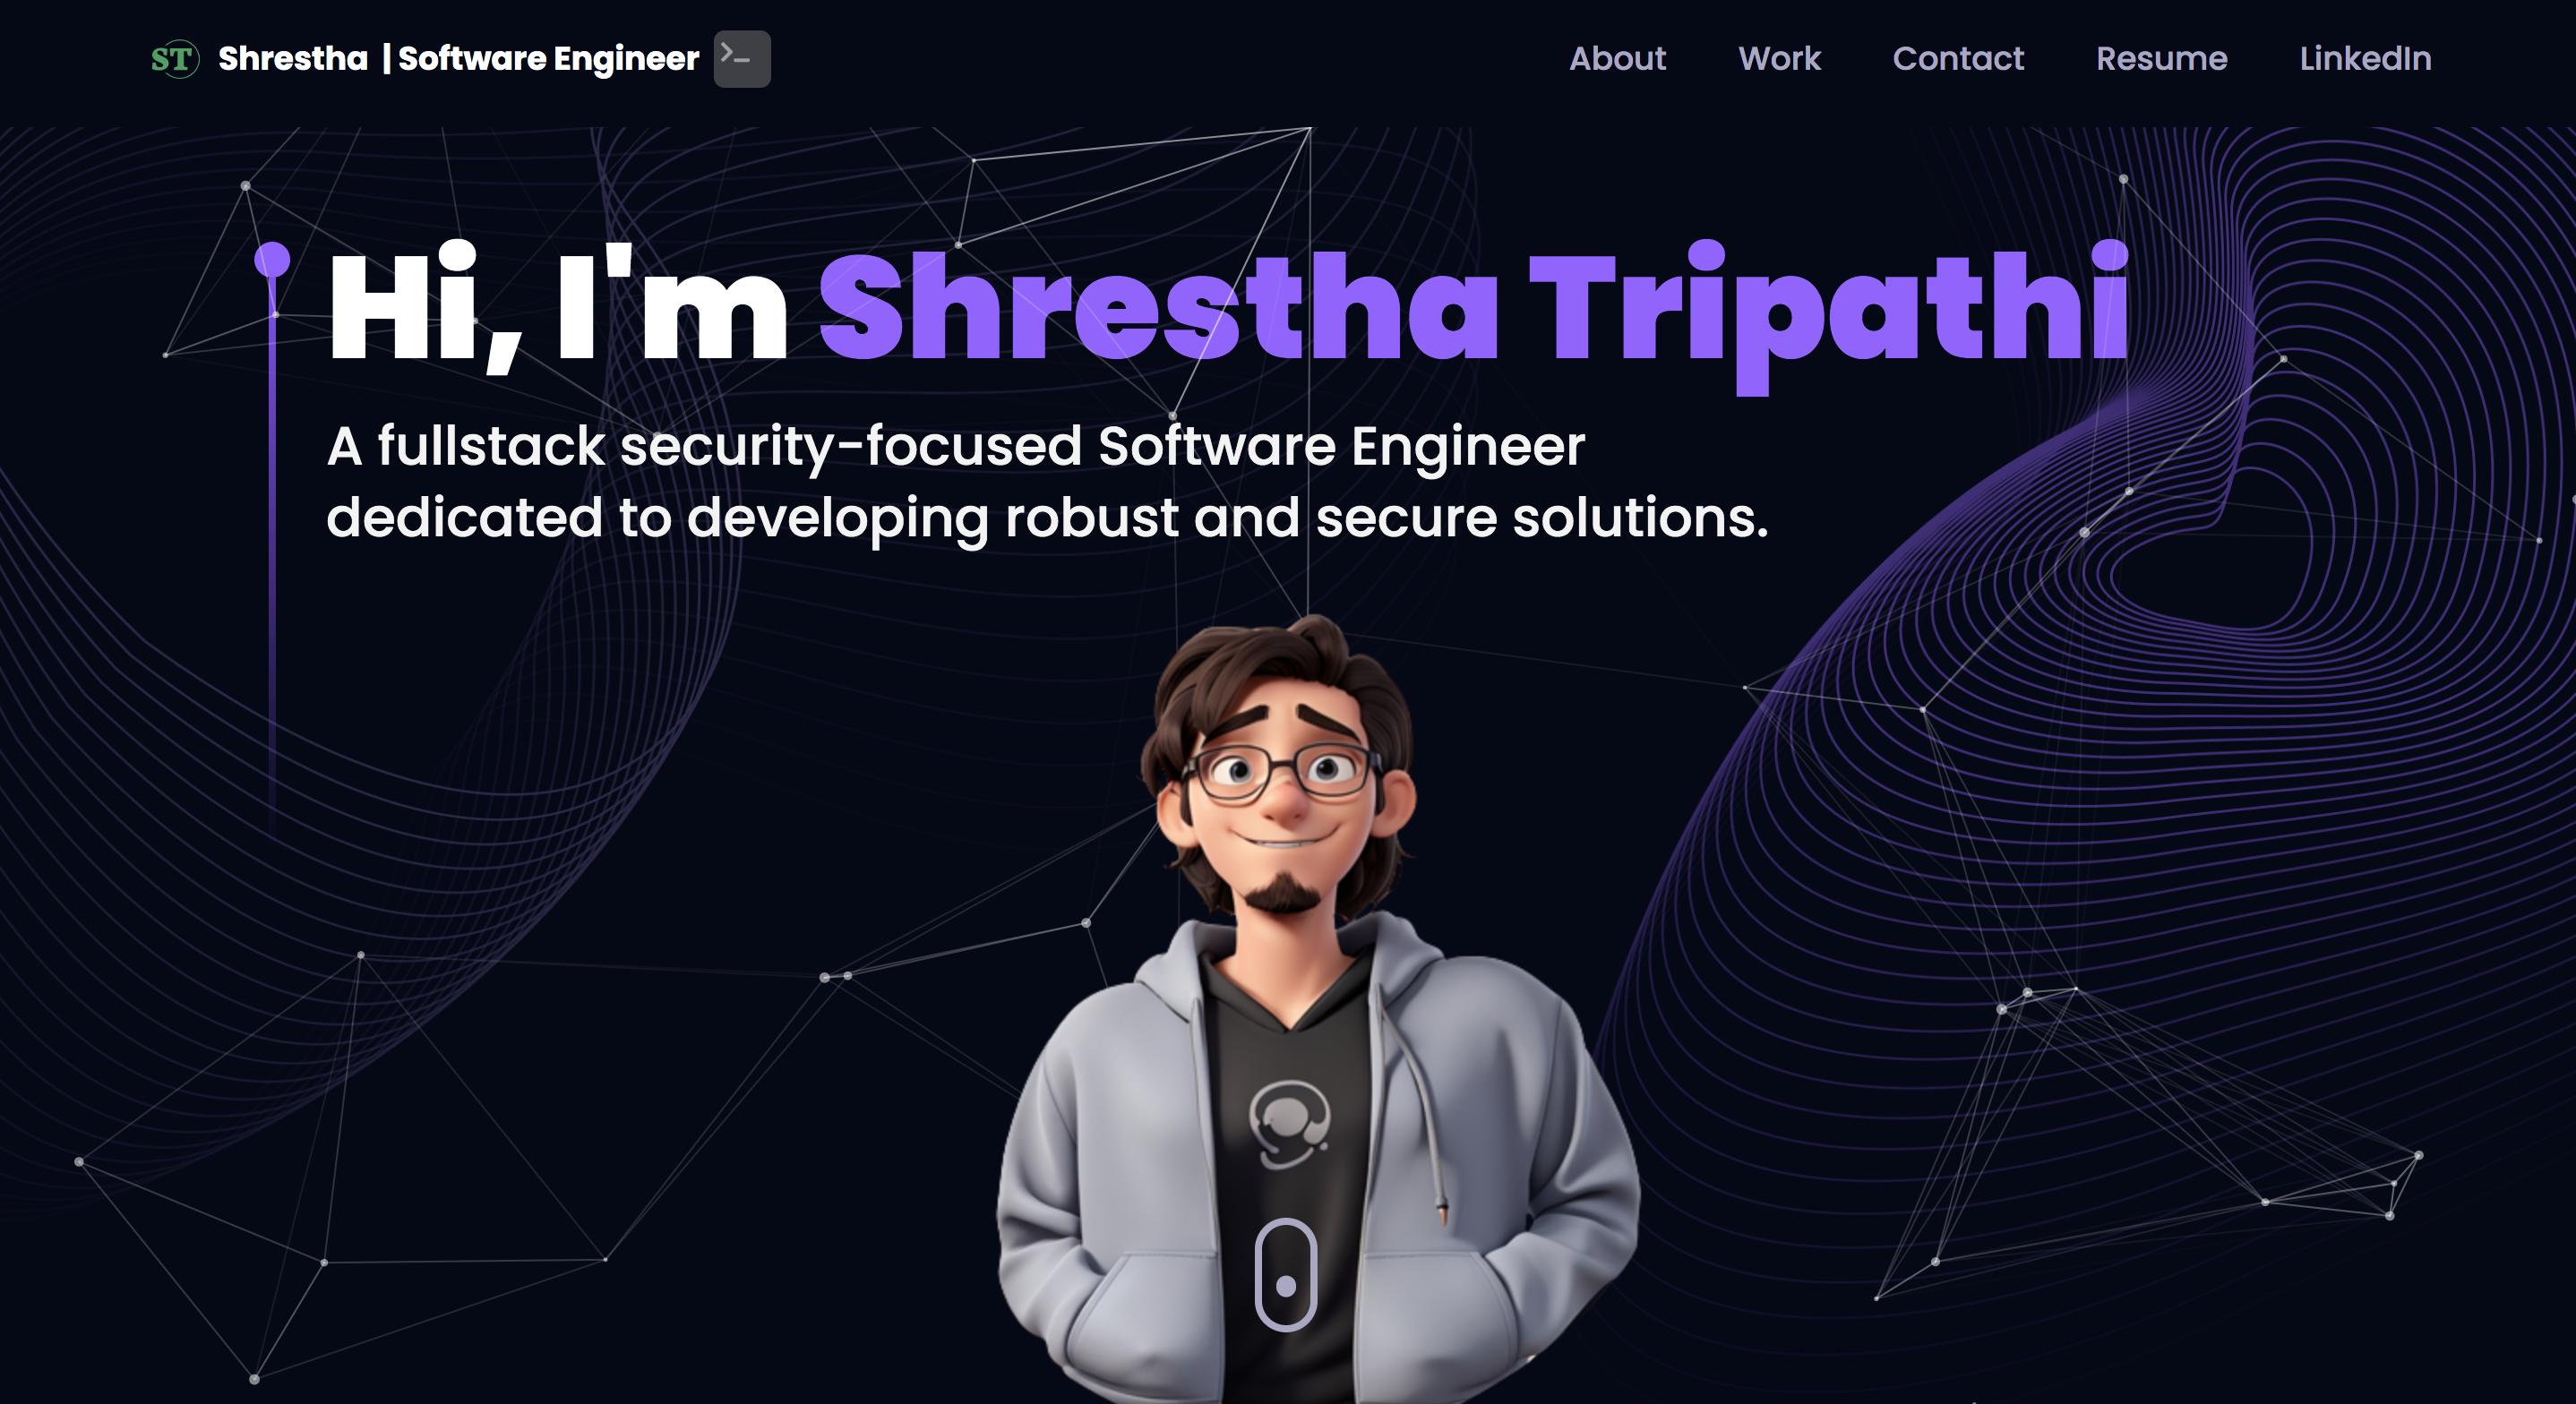 ST Shrestha | Software Engineer >_
About Work Contact Resume LinkedIn
Hi, I'm Shrestha Tripathi
A fullstack security-focused Software Engineer
dedicated to developing robust and secure solutions.